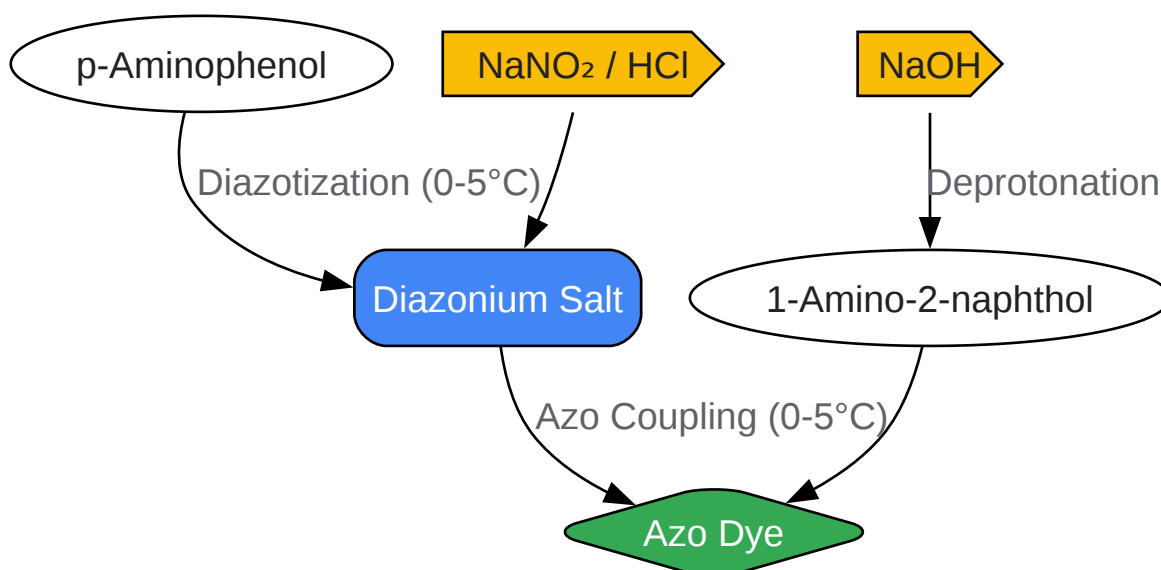 p-Aminophenol
NaNO₂ / HCl
NaOH
Diazotization (0-5°C)
Deprotonation
Diazonium Salt
1-Amino-2-naphthol
Azo Coupling (0-5°C)
Azo Dye